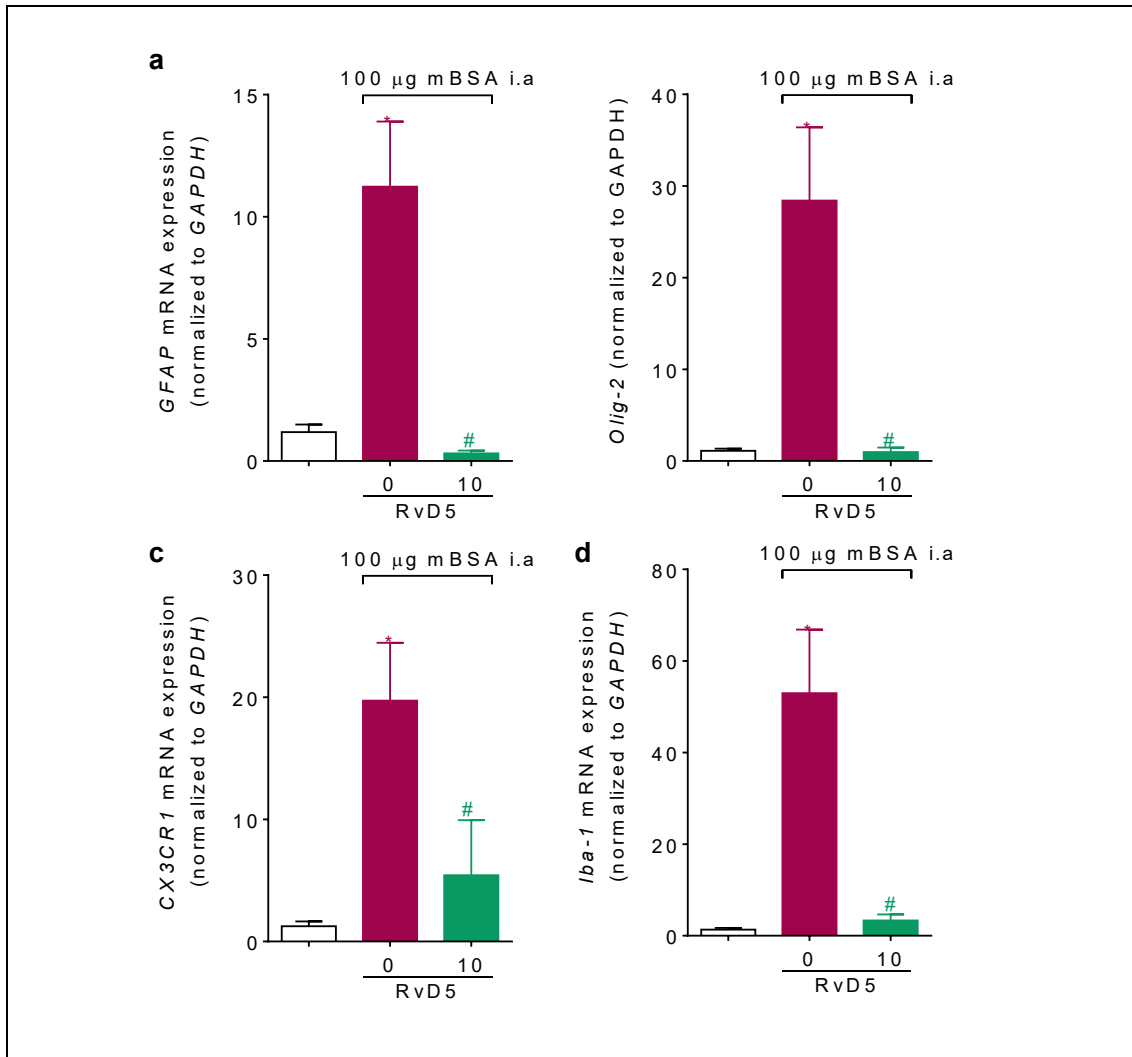 a
100 μg mBSA i.a
GFAP mRNA expression
(normalized to GAPDH)
15
10
5
0
*
#
0 10
RvD5
100 μg mBSA i.a
Olig-2 (normalized to GAPDH)
40
30
20
10
0
*
#
0 10
RvD5
c
100 μg mBSA i.a
CX3CR1 mRNA expression
(normalized to GAPDH)
30
20
10
0
*
#
0 10
RvD5
d
100 μg mBSA i.a
Iba-1 mRNA expression
(normalized to GAPDH)
80
60
40
20
0
*
#
0 10
RvD5